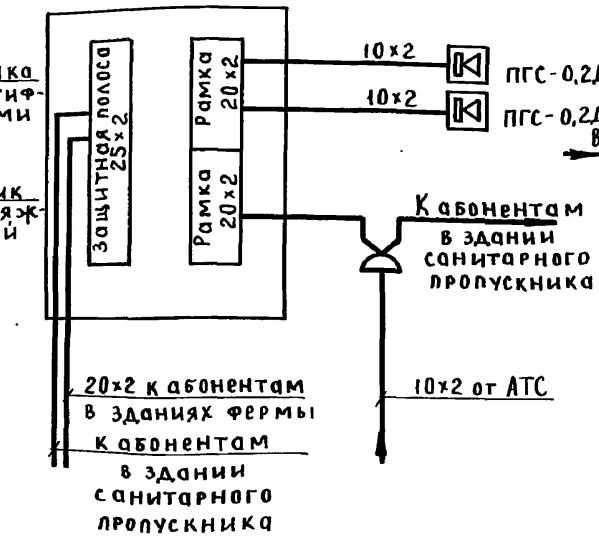 Защитная полоса
25×2
Рамка
20×2
Рамка
20×2
10×2
10×2
ПГС-0,2Д
ПГС-0,2Д
В
К абонентам
в здании
санитарного
пропускника
20×2 к абонентам
в зданиях фермы
к абонентам
в здании
санитарного
пропускника
10×2 от АТС